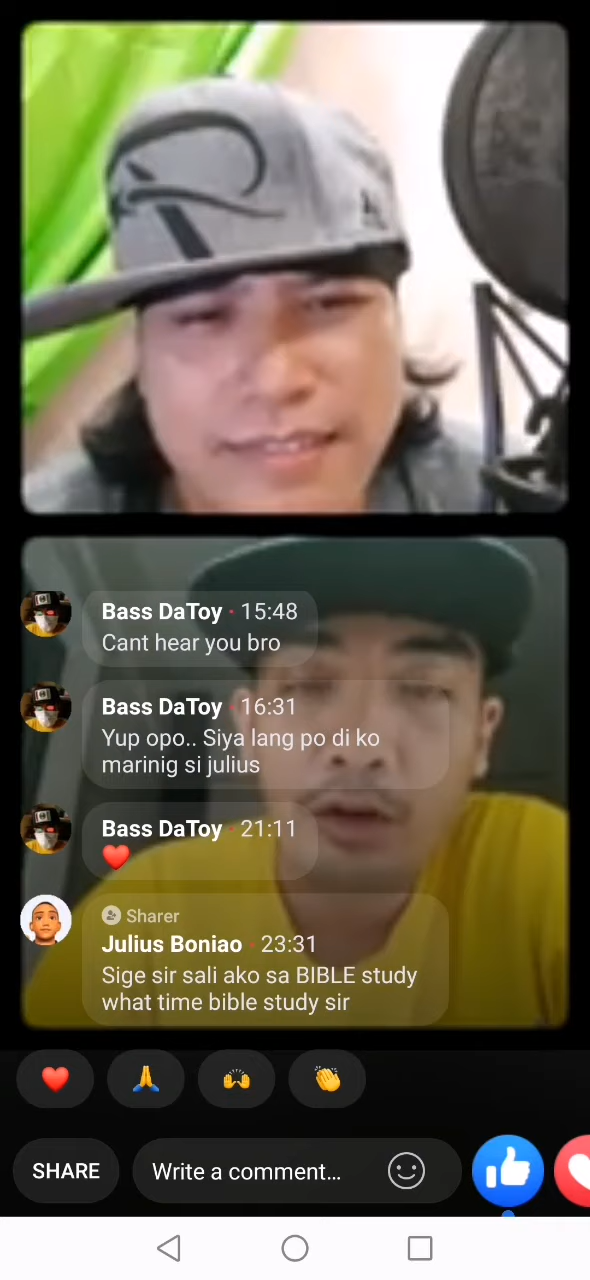 Bass DaToy · 15:48
Cant hear you bro
Bass DaToy · 16:31
Yup opo.. Siya lang po di ko
marinig si julius
Bass DaToy · 21:11
❤️
Sharer
Julius Boniao · 23:31
Sige sir sali ako sa BIBLE study
what time bible study sir
SHARE
Write a comment...